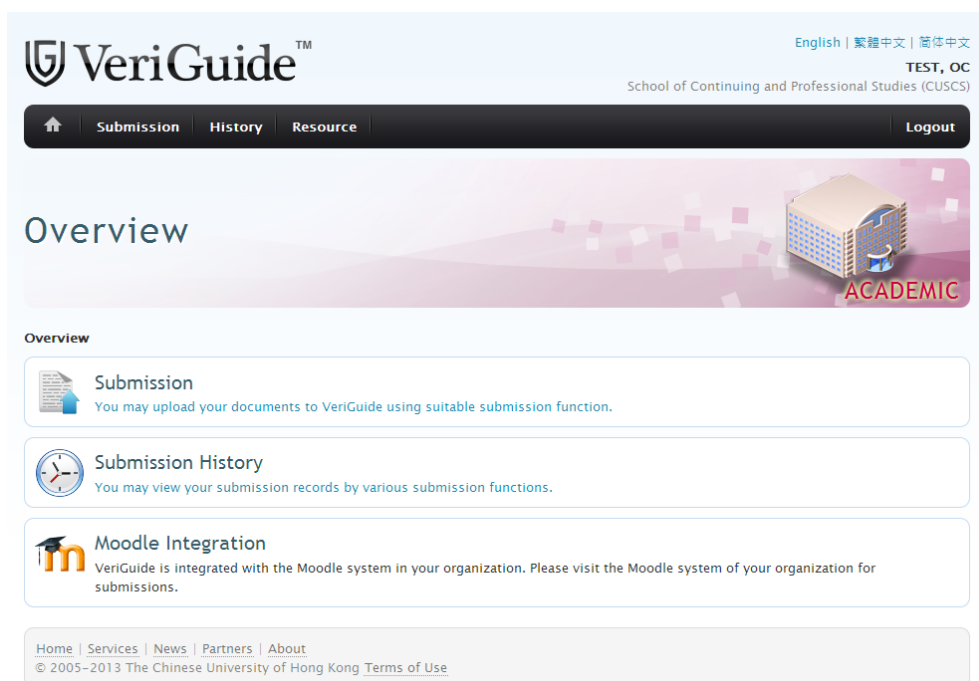 VeriGuide™
English | 繁體中文 | 简体中文
TEST, OC
School of Continuing and Professional Studies (CUSCS)
Submission History Resource Logout
Overview
ACADEMIC
Overview
Submission
You may upload your documents to VeriGuide using suitable submission function.
Submission History
You may view your submission records by various submission functions.
Moodle Integration
VeriGuide is integrated with the Moodle system in your organization. Please visit the Moodle system of your organization for
submissions.
Home | Services | News | Partners | About
© 2005–2013 The Chinese University of Hong Kong Terms of Use